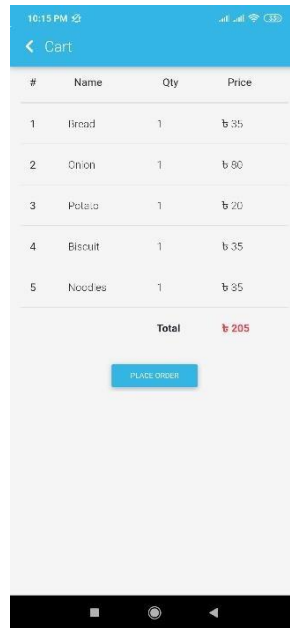 10:15 PM
Cart
# Name Qty Price
1 Bread 1 ৳ 35
2 Onion 1 ৳ 80
3 Potato 1 ৳ 20
4 Biscuit 1 ৳ 35
5 Noodles 1 ৳ 35
Total ৳ 205
PLACE ORDER